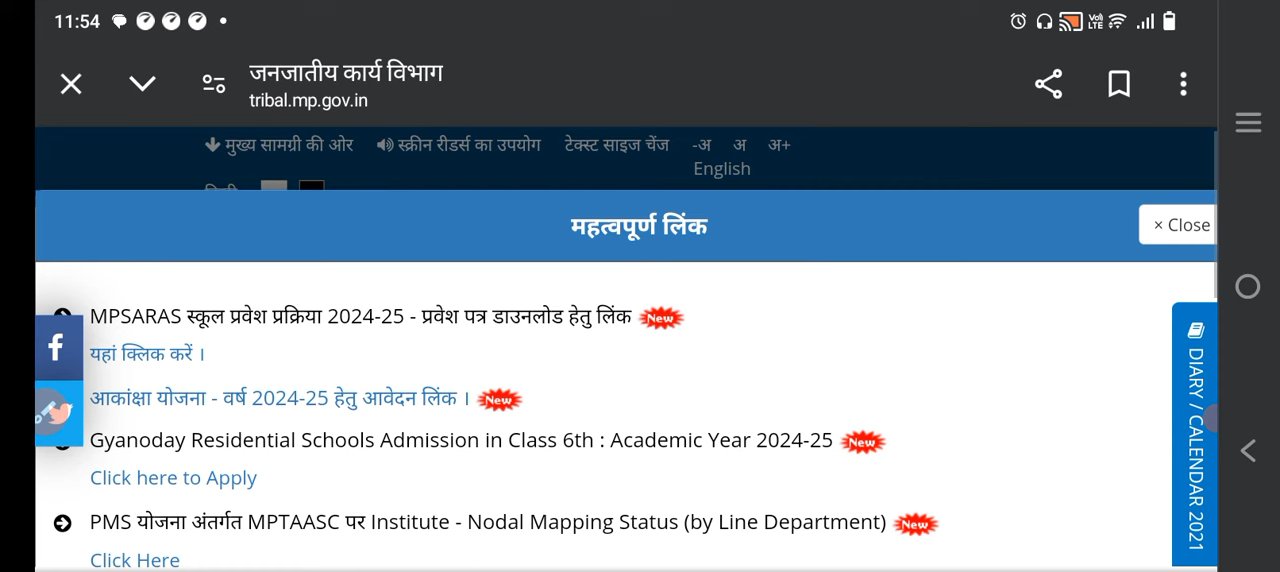 11:54
Vo) LTE
जनजातीय कार्य विभाग
tribal.mp.gov.in
मुख्य सामग्री की ओर स्क्रीन रीडर्स का उपयोग टेक्स्ट साइज चेंज -अ अ अ+
English
महत्वपूर्ण लिंक
× Close
MPSARAS स्कूल प्रवेश प्रक्रिया 2024-25 - प्रवेश पत्र डाउनलोड हेतु लिंक New
यहां क्लिक करें ।
आकांक्षा योजना - वर्ष 2024-25 हेतु आवेदन लिंक । New
Gyanoday Residential Schools Admission in Class 6th : Academic Year 2024-25 New
Click here to Apply
PMS योजना अंतर्गत MPTAASC पर Institute - Nodal Mapping Status (by Line Department) New
Click Here
DIARY / CALENDAR 2021